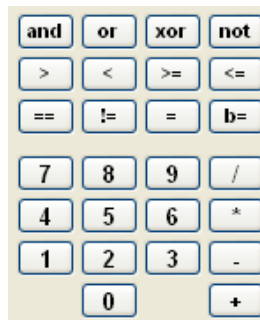 and or xor not
> < >= <=
== != = b=
7 8 9 /
4 5 6 *
1 2 3 -
0 +